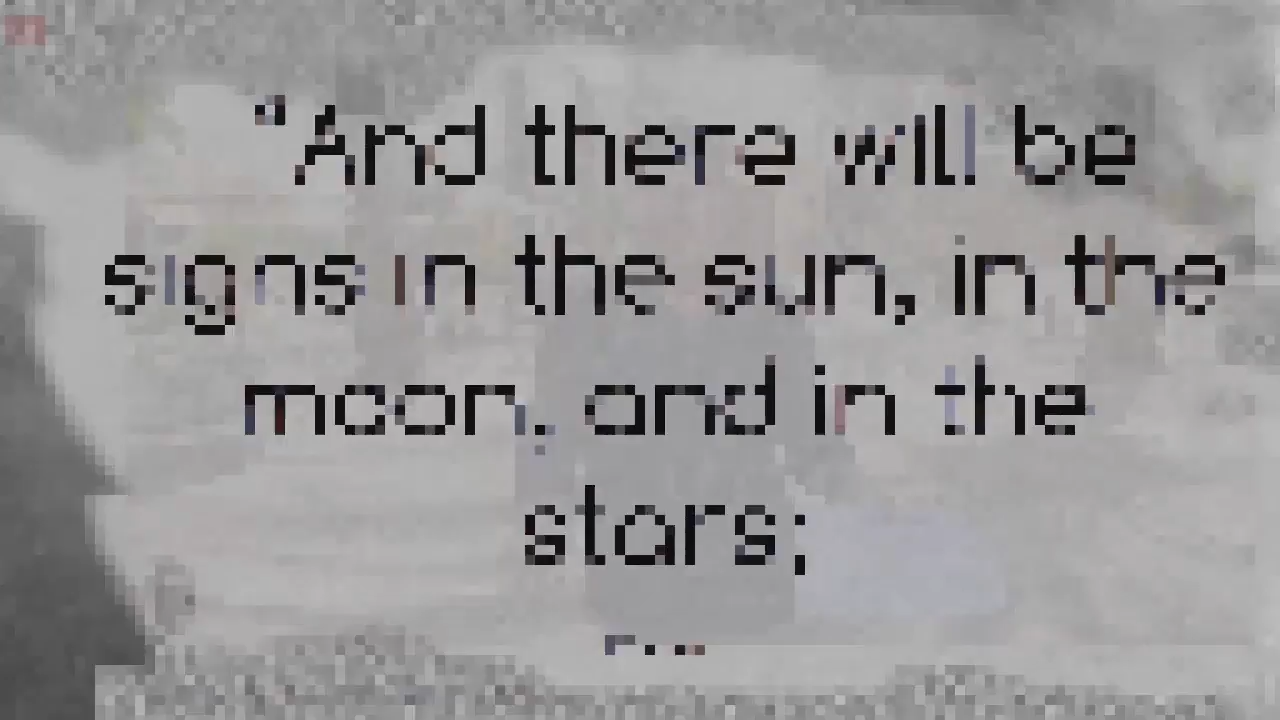 "And there will be
signs in the sun, in the
moon, and in the
stars;